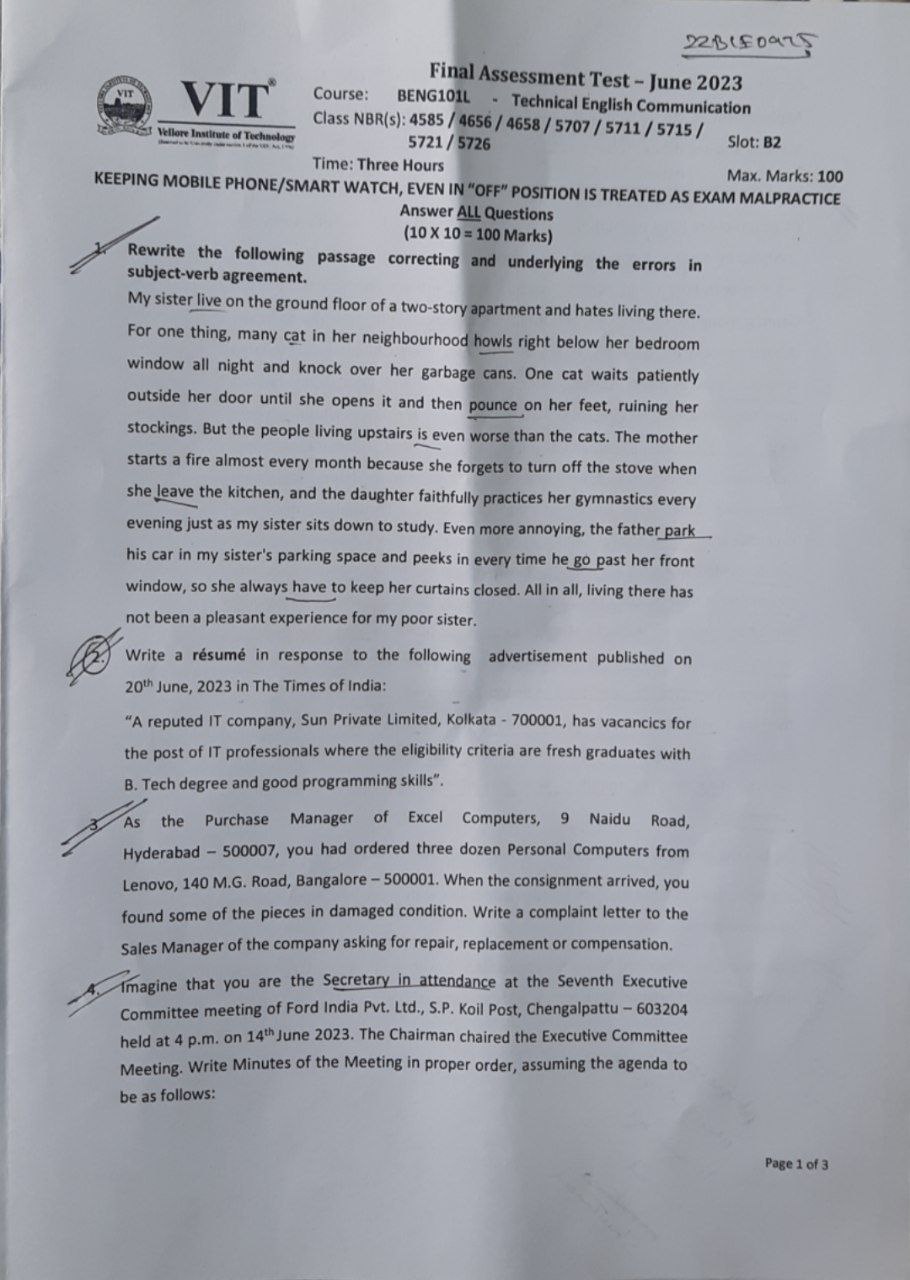 22BCE0975
VIT®
Vellore Institute of Technology
Final Assessment Test – June 2023
Course: BENG101L - Technical English Communication
Class NBR(s): 4585 / 4656 / 4658 / 5707 / 5711 / 5715 /
5721 / 5726 Slot: B2
Time: Three Hours Max. Marks: 100
KEEPING MOBILE PHONE/SMART WATCH, EVEN IN “OFF” POSITION IS TREATED AS EXAM MALPRACTICE
Answer ALL Questions
(10 X 10 = 100 Marks)
1. Rewrite the following passage correcting and underlying the errors in
subject-verb agreement.
My sister live on the ground floor of a two-story apartment and hates living there.
For one thing, many cat in her neighbourhood howls right below her bedroom
window all night and knock over her garbage cans. One cat waits patiently
outside her door until she opens it and then pounce on her feet, ruining her
stockings. But the people living upstairs is even worse than the cats. The mother
starts a fire almost every month because she forgets to turn off the stove when
she leave the kitchen, and the daughter faithfully practices her gymnastics every
evening just as my sister sits down to study. Even more annoying, the father park
his car in my sister's parking space and peeks in every time he go past her front
window, so she always have to keep her curtains closed. All in all, living there has
not been a pleasant experience for my poor sister.
2. Write a résumé in response to the following advertisement published on
20th June, 2023 in The Times of India:
“A reputed IT company, Sun Private Limited, Kolkata - 700001, has vacancics for
the post of IT professionals where the eligibility criteria are fresh graduates with
B. Tech degree and good programming skills”.
3. As the Purchase Manager of Excel Computers, 9 Naidu Road,
Hyderabad – 500007, you had ordered three dozen Personal Computers from
Lenovo, 140 M.G. Road, Bangalore – 500001. When the consignment arrived, you
found some of the pieces in damaged condition. Write a complaint letter to the
Sales Manager of the company asking for repair, replacement or compensation.
4. Imagine that you are the Secretary in attendance at the Seventh Executive
Committee meeting of Ford India Pvt. Ltd., S.P. Koil Post, Chengalpattu – 603204
held at 4 p.m. on 14th June 2023. The Chairman chaired the Executive Committee
Meeting. Write Minutes of the Meeting in proper order, assuming the agenda to
be as follows:
Page 1 of 3